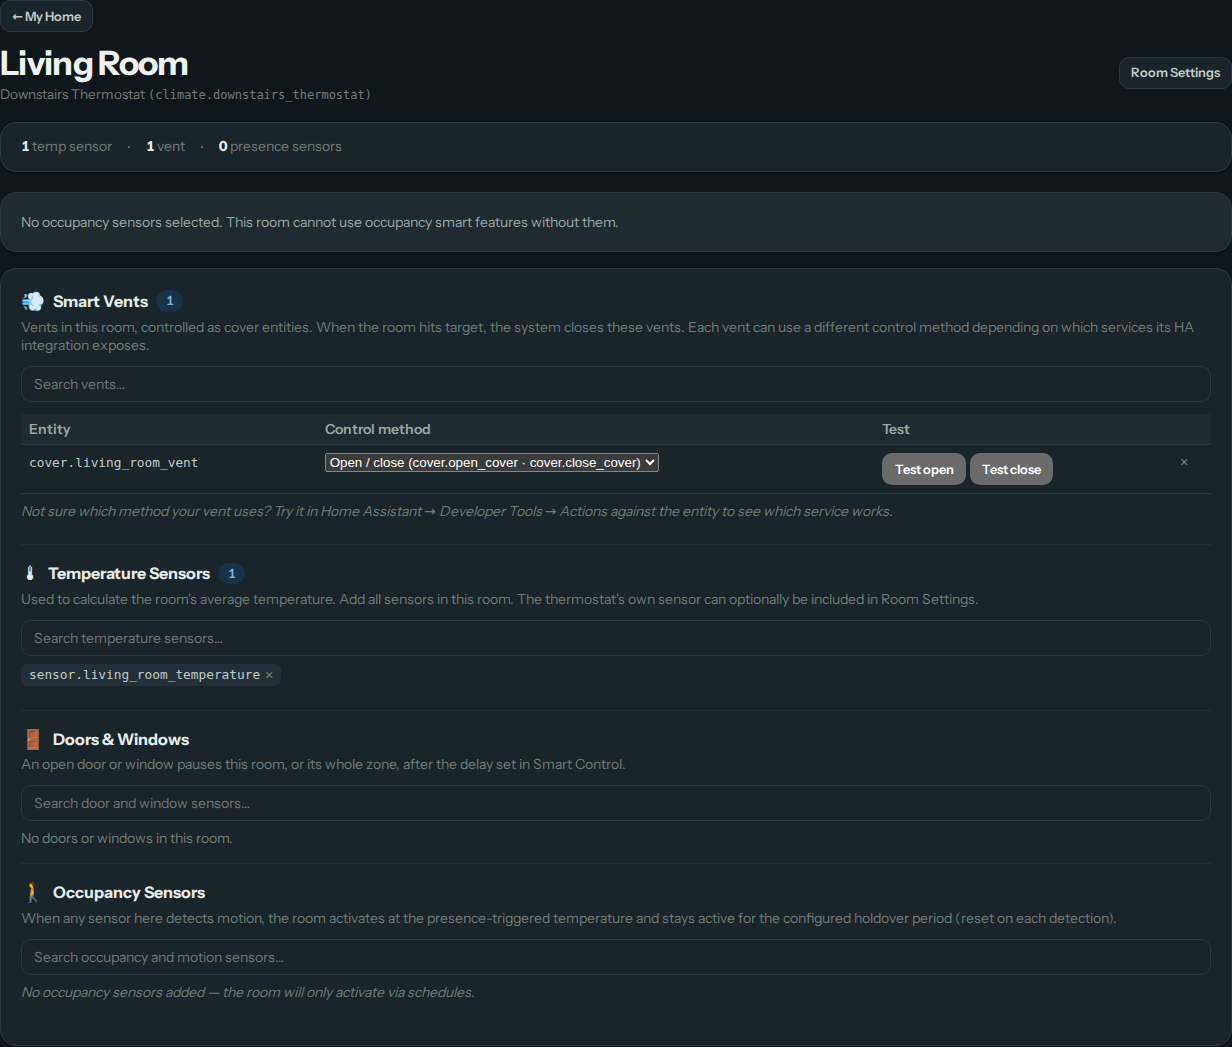 ← My Home
Living Room
Downstairs Thermostat (climate.downstairs_thermostat)
Room Settings
1 temp sensor · 1 vent · 0 presence sensors
No occupancy sensors selected. This room cannot use occupancy smart features without them.
Smart Vents 1
Vents in this room, controlled as cover entities. When the room hits target, the system closes these vents. Each vent can use a different control method depending on which services its HA
integration exposes.
Search vents...
Entity Control method Test
cover.living_room_vent Open / close (cover.open_cover · cover.close_cover) Test open Test close ×
Not sure which method your vent uses? Try it in Home Assistant → Developer Tools → Actions against the entity to see which service works.
Temperature Sensors 1
Used to calculate the room's average temperature. Add all sensors in this room. The thermostat's own sensor can optionally be included in Room Settings.
Search temperature sensors...
sensor.living_room_temperature ×
Doors & Windows
An open door or window pauses this room, or its whole zone, after the delay set in Smart Control.
Search door and window sensors...
No doors or windows in this room.
Occupancy Sensors
When any sensor here detects motion, the room activates at the presence-triggered temperature and stays active for the configured holdover period (reset on each detection).
Search occupancy and motion sensors...
No occupancy sensors added — the room will only activate via schedules.